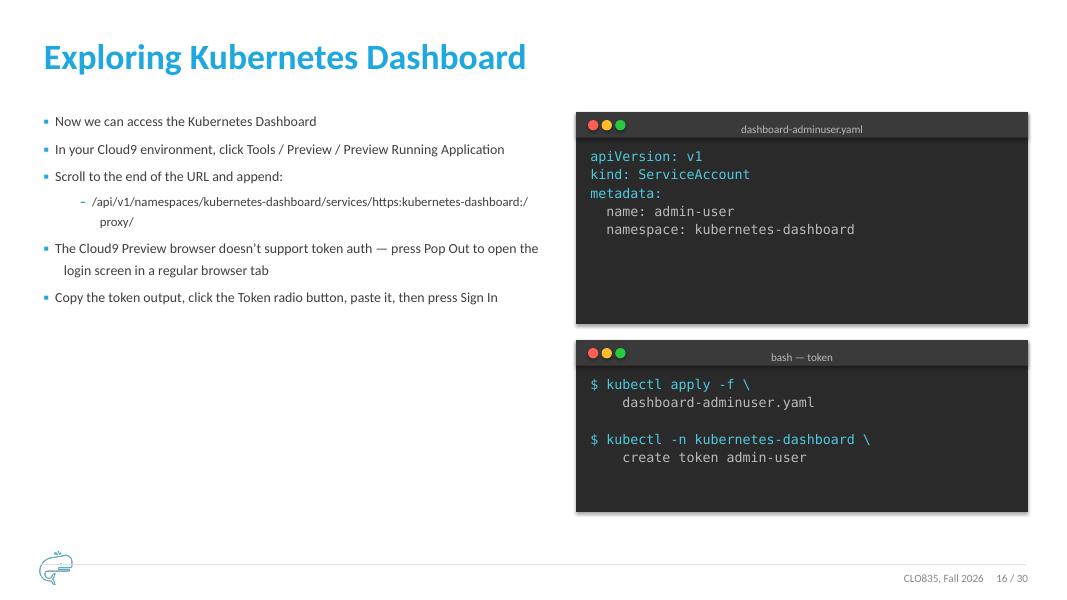 Exploring Kubernetes Dashboard
▪ Now we can access the Kubernetes Dashboard
▪ In your Cloud9 environment, click Tools / Preview / Preview Running Application
▪ Scroll to the end of the URL and append:
– /api/v1/namespaces/kubernetes-dashboard/services/https:kubernetes-dashboard:/
proxy/
▪ The Cloud9 Preview browser doesn’t support token auth — press Pop Out to open the
login screen in a regular browser tab
▪ Copy the token output, click the Token radio button, paste it, then press Sign In
dashboard-adminuser.yaml
apiVersion: v1
kind: ServiceAccount
metadata:
  name: admin-user
  namespace: kubernetes-dashboard
bash — token
$ kubectl apply -f \
    dashboard-adminuser.yaml
$ kubectl -n kubernetes-dashboard \
    create token admin-user
CLO835, Fall 2026 16 / 30